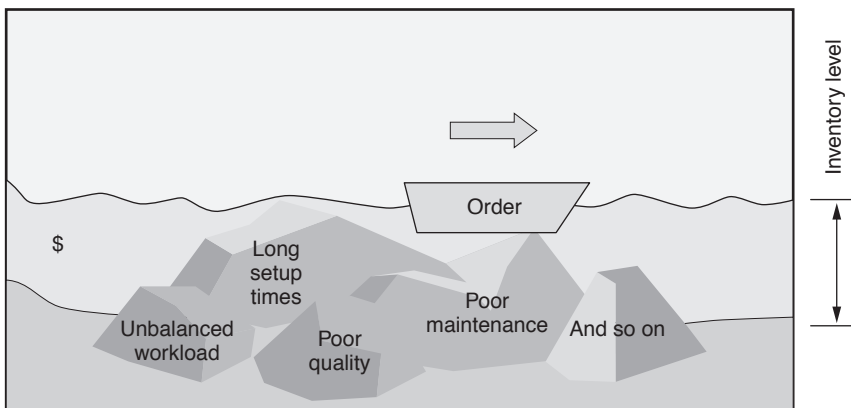 Inventory level
Order
$
Long
setup
times
Poor
maintenance
And so on
Unbalanced
workload
Poor
quality